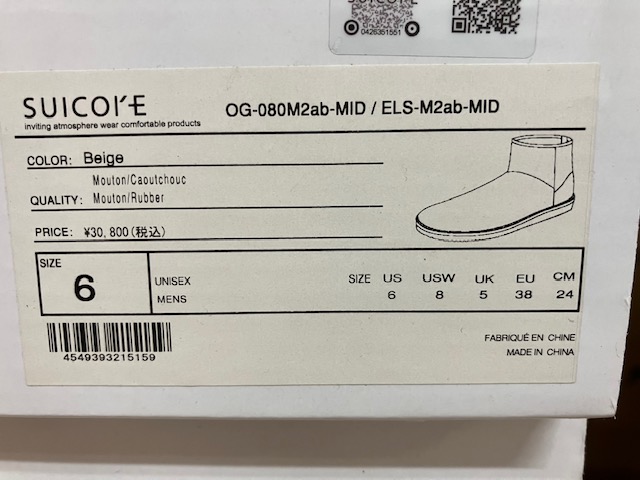 SUICOKE
0426351551
SUICOKE
inviting atmosphere wear comfortable products
OG-080M2ab-MID / ELS-M2ab-MID
COLOR: Beige
Mouton/Caoutchouc
QUALITY: Mouton/Rubber
PRICE: ¥30,800(税込)
SIZE
6
UNISEX
MENS
SIZE US USW UK EU CM
6 8 5 38 24
4549393215159
FABRIQUÉ EN CHINE
MADE IN CHINA